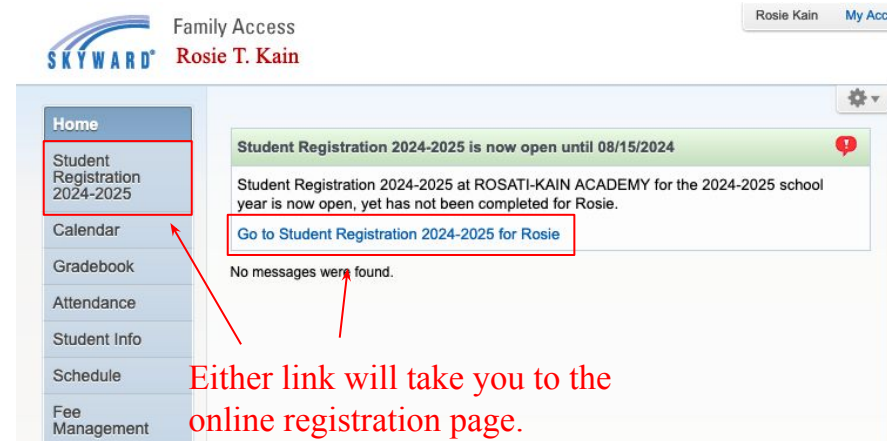 Rosie Kain My Acc
SKYWARD®
Family Access
Rosie T. Kain
Home
Student
Registration
2024-2025
Calendar
Gradebook
Attendance
Student Info
Schedule
Fee
Management
Student Registration 2024-2025 is now open until 08/15/2024
Student Registration 2024-2025 at ROSATI-KAIN ACADEMY for the 2024-2025 school
year is now open, yet has not been completed for Rosie.
Go to Student Registration 2024-2025 for Rosie
No messages were found.
Either link will take you to the
online registration page.